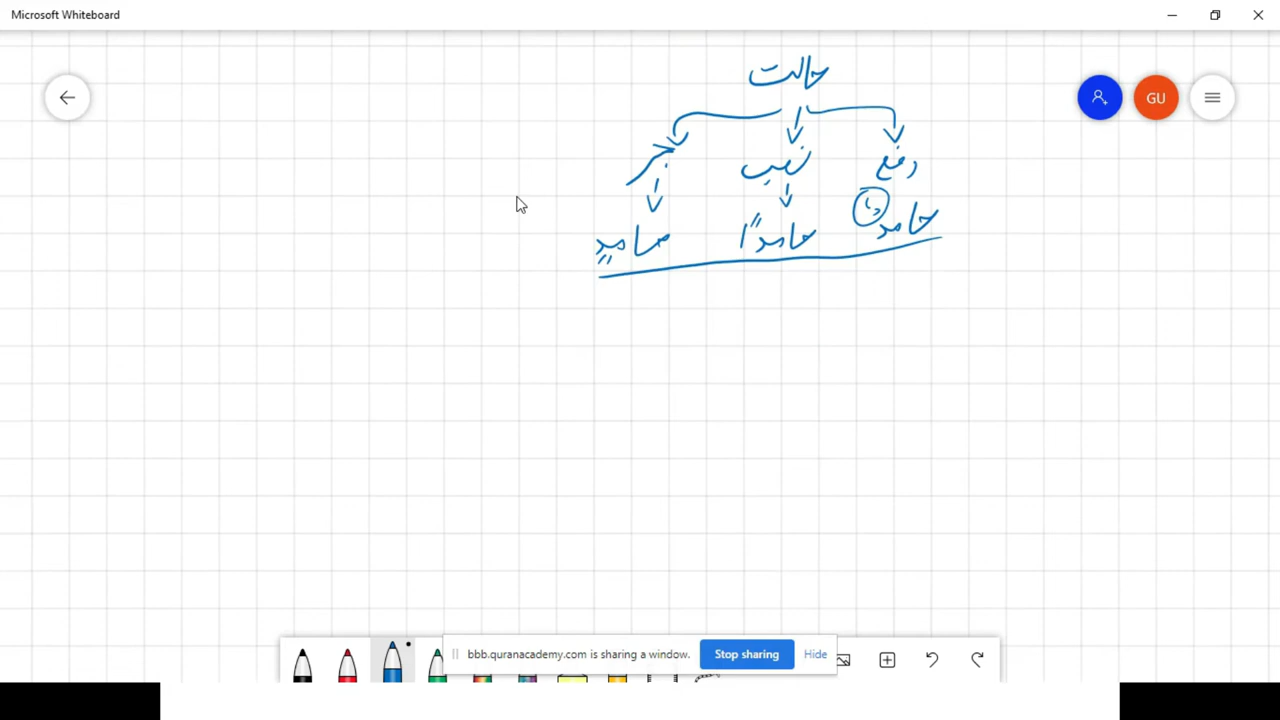 Microsoft Whiteboard
حالت
رفع نصب جر
حامدٌ حامدًا حامدٍ
GU
bbb.quranacademy.com is sharing a window.
Stop sharing
Hide